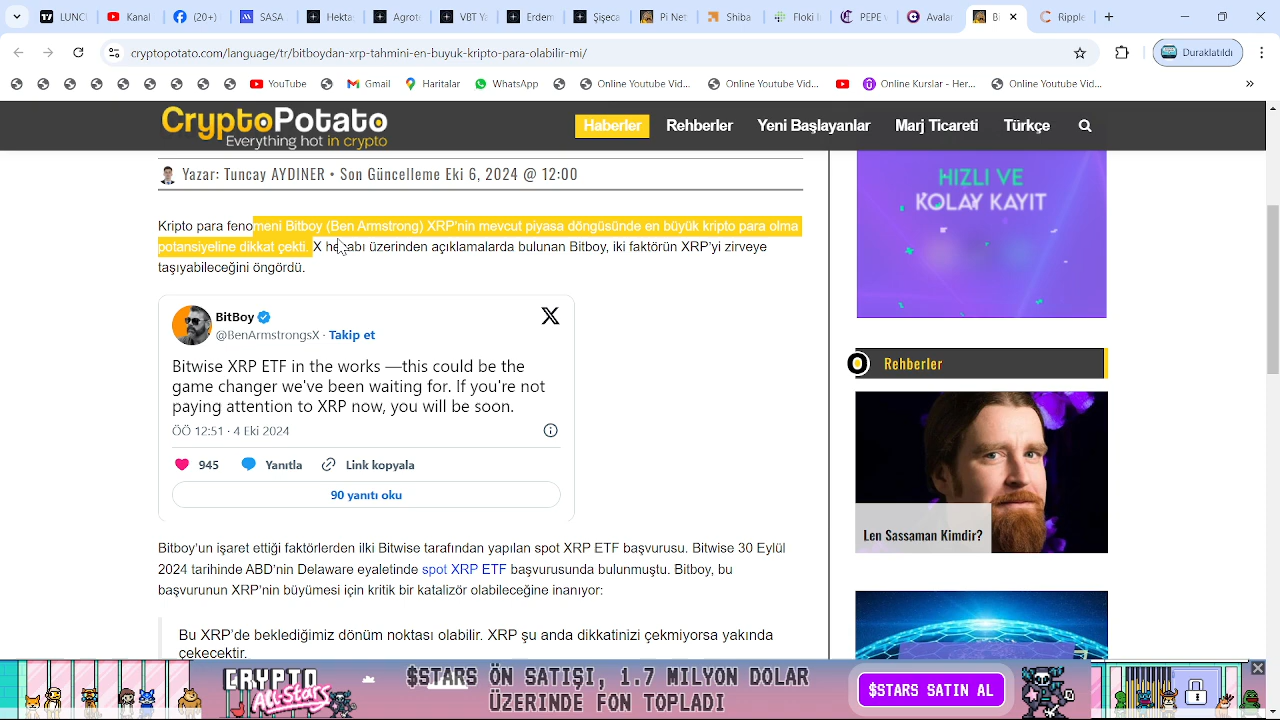 (20+)
Pi Net
Shiba
Floki
PEPE
Avala
Ripple
cryptopotato.com/language/tr/bitboydan-xrp-tahmini-en-buyuk-kripto-para-olabilir-mi/
Duraklatıldı
YouTube
Gmail
Haritalar
WhatsApp
Online Youtube Vid...
Online Youtube Vid...
Online Kurslar - Her...
Online Youtube Vid...
CryptoPotato
Everything hot in crypto
Haberler
Rehberler
Yeni Başlayanlar
Marj Ticareti
Türkçe
Yazar: Tuncay AYDINER • Son Güncelleme Eki 6, 2024 @ 12:00
Kripto para fenomeni Bitboy (Ben Armstrong) XRP'nin mevcut piyasa döngüsünde en büyük kripto para olma
potansiyeline dikkat çekti. X hesabı üzerinden açıklamalarda bulunan Bitboy, iki faktörün XRP'yi zirveye
taşıyabileceğini öngördü.
BitBoy
@BenArmstrongsX · Takip et
Bitwise XRP ETF in the works —this could be the
game changer we've been waiting for. If you're not
paying attention to XRP now, you will be soon.
ÖÖ 12:51 · 4 Eki 2024
945
Yanıtla
Link kopyala
90 yanıtı oku
Bitboy'un işaret ettiği faktörlerden ilki Bitwise tarafından yapılan spot XRP ETF başvurusu. Bitwise 30 Eylül
2024 tarihinde ABD'nin Delaware eyaletinde spot XRP ETF başvurusunda bulunmuştu. Bitboy, bu
başvurunun XRP'nin büyümesi için kritik bir katalizör olabileceğine inanıyor:
Bu XRP'de beklediğimiz dönüm noktası olabilir. XRP şu anda dikkatinizi çekmiyorsa yakında
çekecektir.
HIZLI VE
KOLAY KAYIT
Rehberler
Len Sassaman Kimdir?
CRYPTO
All-Stars
$STARS ÖN SATIŞI, 1.7 MILYON DOLAR
ÜZERINDE FON TOPLADI
$STARS SATIN AL